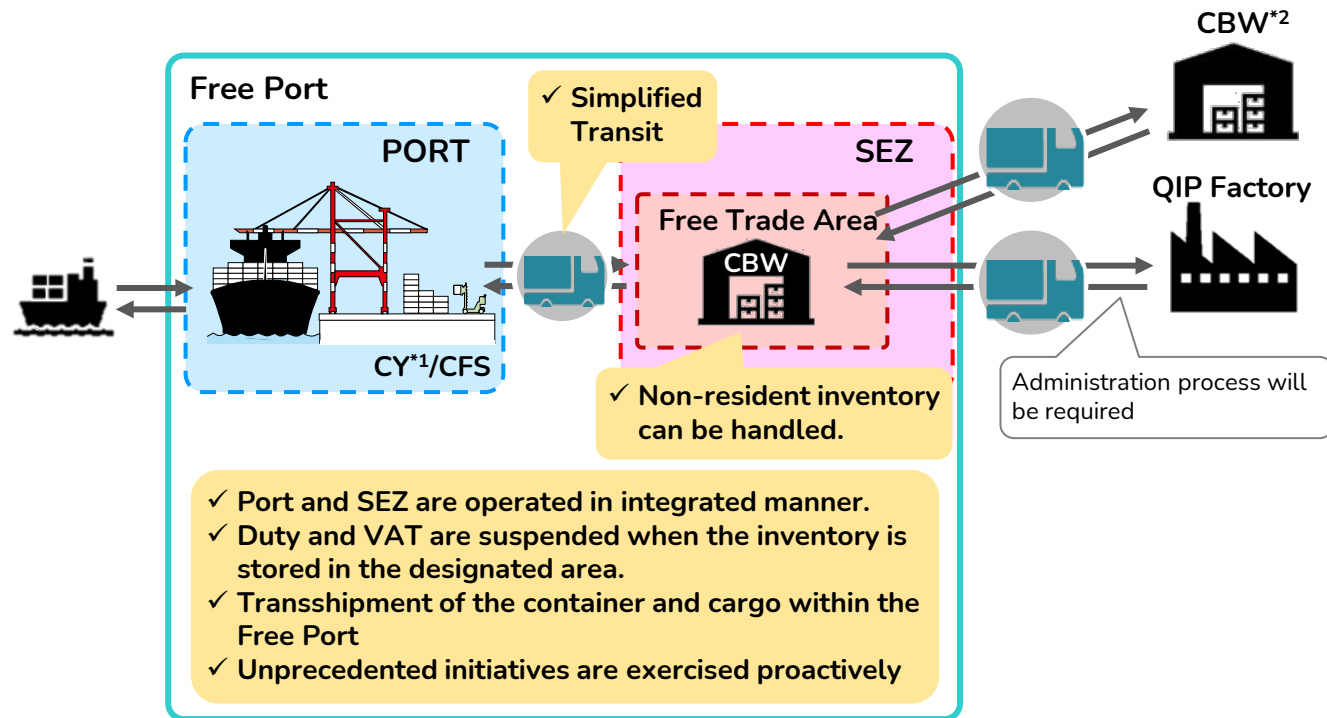 CBW*2
Free Port
✓ Simplified
Transit
PORT
SEZ
QIP Factory
Free Trade Area
CBW
CY*1/CFS
✓ Non-resident inventory
can be handled.
Administration process will
be required
✓ Port and SEZ are operated in integrated manner.
✓ Duty and VAT are suspended when the inventory is
stored in the designated area.
✓ Transshipment of the container and cargo within the
Free Port
✓ Unprecedented initiatives are exercised proactively